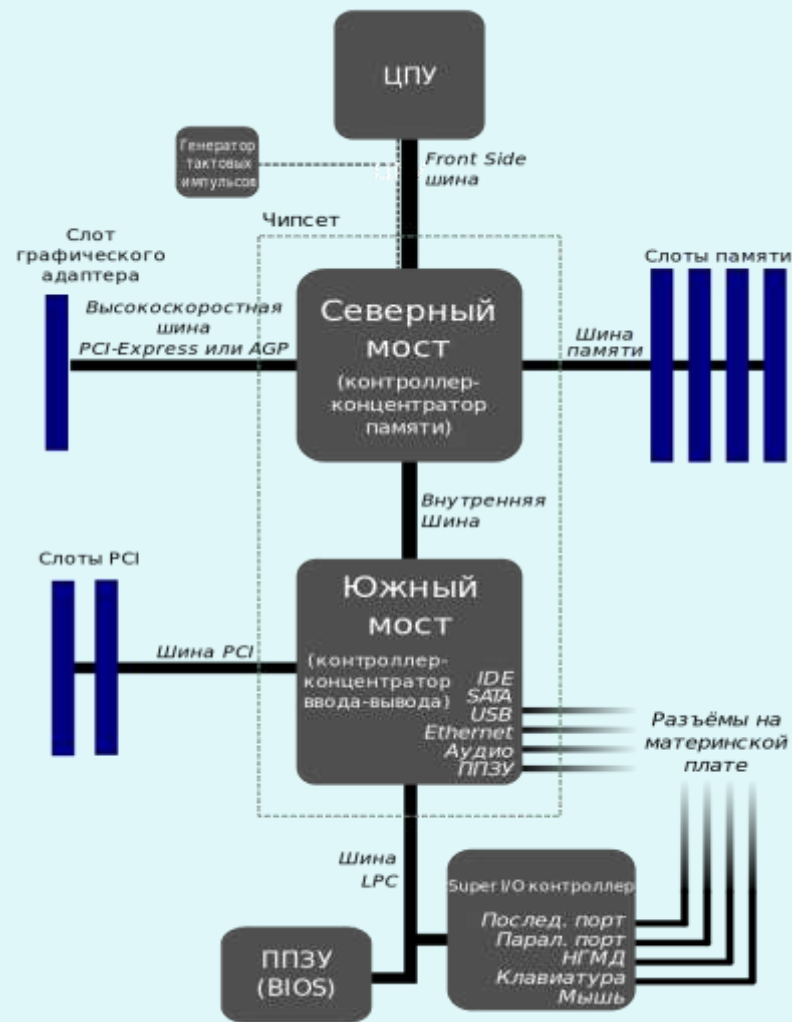 ЦПУ
Генератор
тактовых
импульсов
Front Side
шина
Чипсет
Слот
графического
адаптера
Слоты памяти
Высокоскоростная
шина
PCI-Express или AGP
Северный
мост
(контроллер-
концентратор
памяти)
Шина
памяти
Внутренняя
Шина
Слоты PCI
Шина PCI
Южный
мост
(контроллер-
концентратор
ввода-вывода)
IDE
SATA
USB
Ethernet
Аудио
ППЗУ
Разъёмы на
материнской
плате
Шина
LPC
Super I/O контроллер
Послед. порт
Парал. порт
НГМД
Клавиатура
Мышь
ППЗУ
(BIOS)